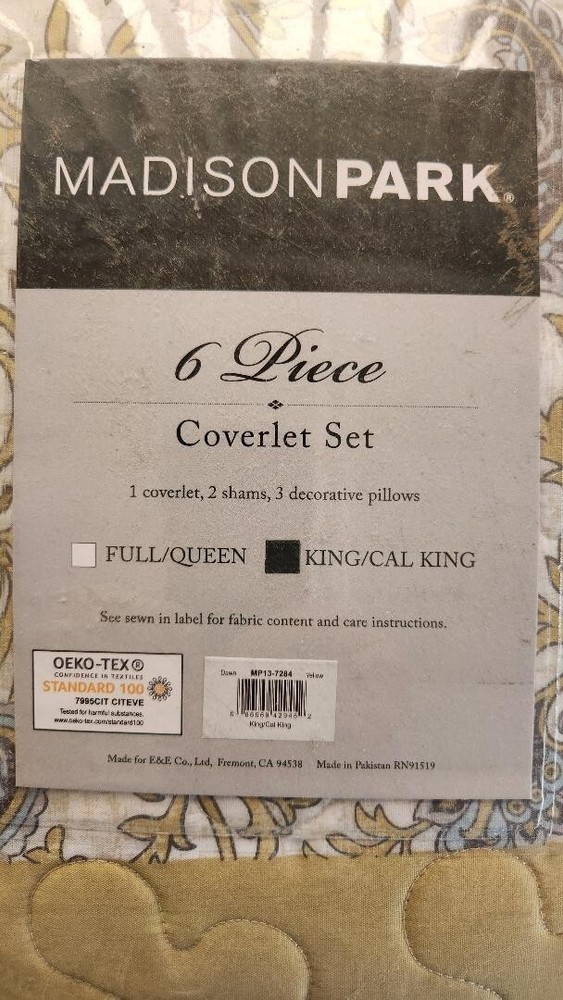 MADISONPARK®
6 Piece
Coverlet Set
1 coverlet, 2 shams, 3 decorative pillows
FULL/QUEEN KING/CAL KING
See sewn in label for fabric content and care instructions.
OEKO-TEX®
CONFIDENCE IN TEXTILES
STANDARD 100
7995CIT CITEVE
Tested for harmful substances.
www.oeko-tex.com/standard100
Dawn MP13-7284 Yellow
King/Cal King
Made for E&E Co., Ltd, Fremont, CA 94538 Made in Pakistan RN91519